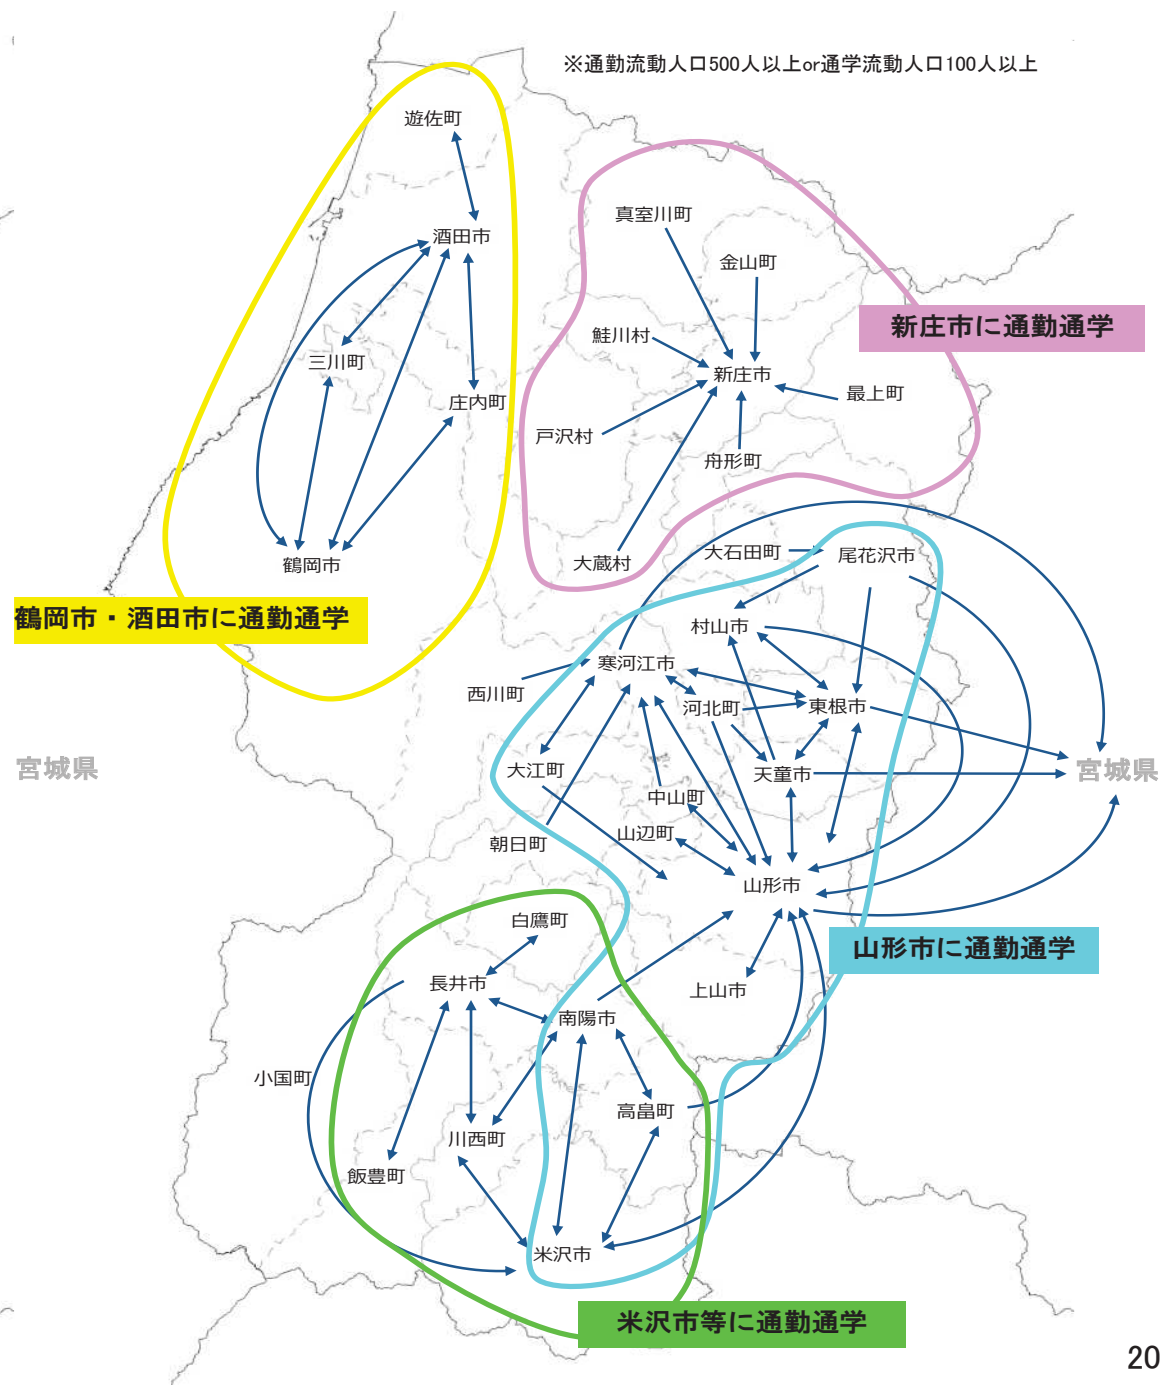 ※通勤流動人口500人以上or通学流動人口100人以上
遊佐町
酒田市
三川町
庄内町
鶴岡市
鶴岡市・酒田市に通勤通学
真室川町
金山町
鮭川村
新庄市
最上町
戸沢村
舟形町
大蔵村
新庄市に通勤通学
大石田町
尾花沢市
村山市
寒河江市
西川町
河北町
東根市
宮城県
大江町
天童市
宮城県
中山町
山辺町
朝日町
山形市
山形市に通勤通学
上山市
白鷹町
長井市
南陽市
小国町
高畠町
川西町
飯豊町
米沢市
米沢市等に通勤通学
20